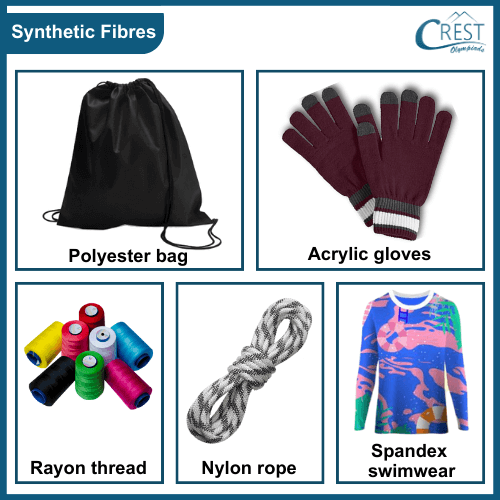 Synthetic Fibres
CREST
Olympiads
Polyester bag
Acrylic gloves
Rayon thread
Nylon rope
Spandex
swimwear